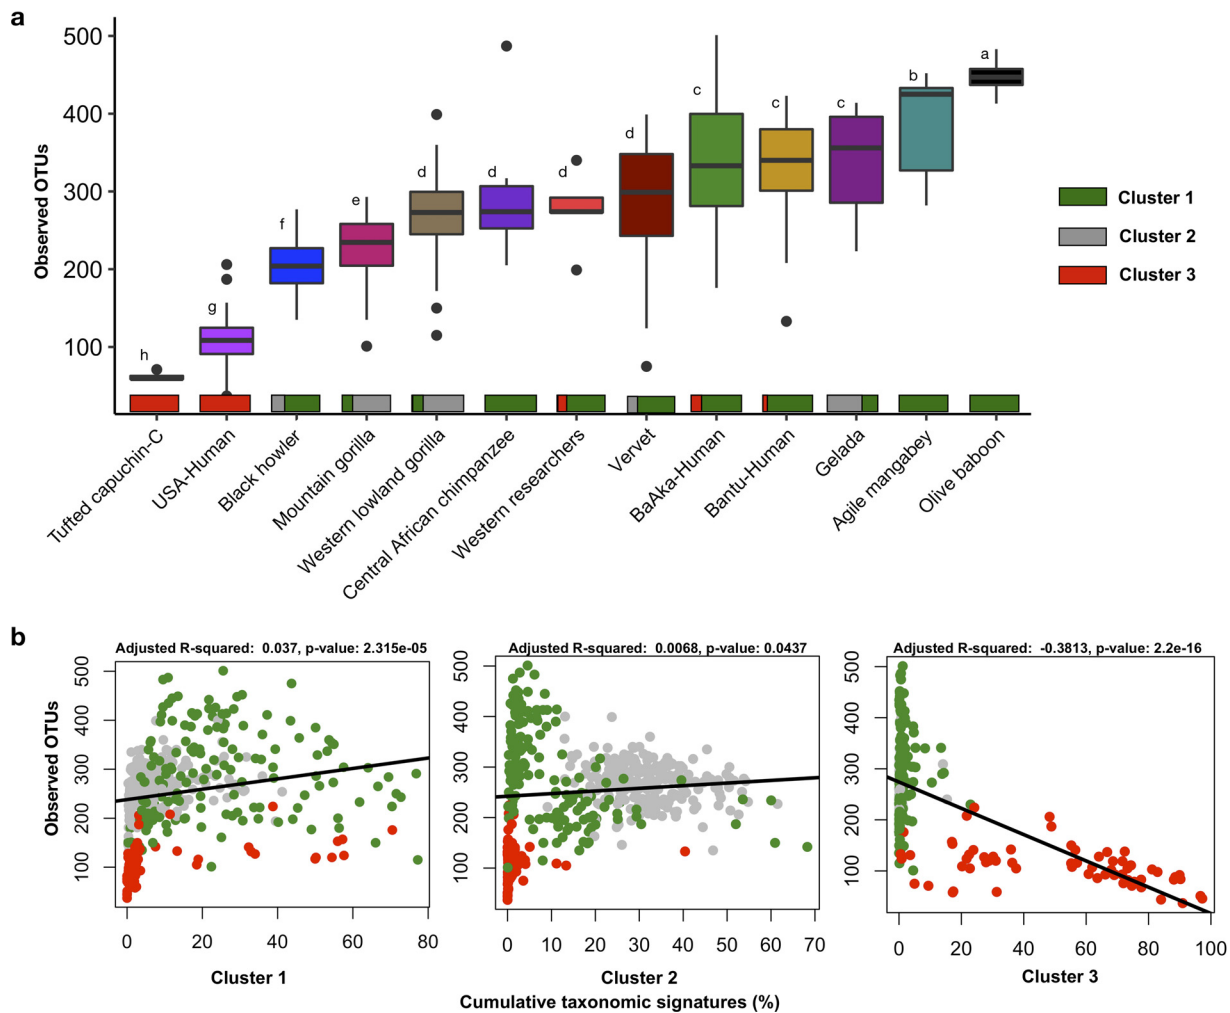 a
Observed OTUs
500
400
300
200
100
h
g
f
e
d
d
d
d
c
c
c
b
a
Tufted capuchin-C
USA-Human
Black howler
Mountain gorilla
Western lowland gorilla
Central African chimpanzee
Western researchers
Vervet
BaAka-Human
Bantu-Human
Gelada
Agile mangabey
Olive baboon
Cluster 1
Cluster 2
Cluster 3
b
Adjusted R-squared: 0.037, p-value: 2.315e-05
Observed OTUs
500
400
300
200
100
0 20 40 60 80
Cluster 1
Adjusted R-squared: 0.0068, p-value: 0.0437
500
400
300
200
100
0 10 20 30 40 50 60 70
Cluster 2
Adjusted R-squared: -0.3813, p-value: 2.2e-16
500
400
300
200
100
0 20 40 60 80 100
Cluster 3
Cumulative taxonomic signatures (%)